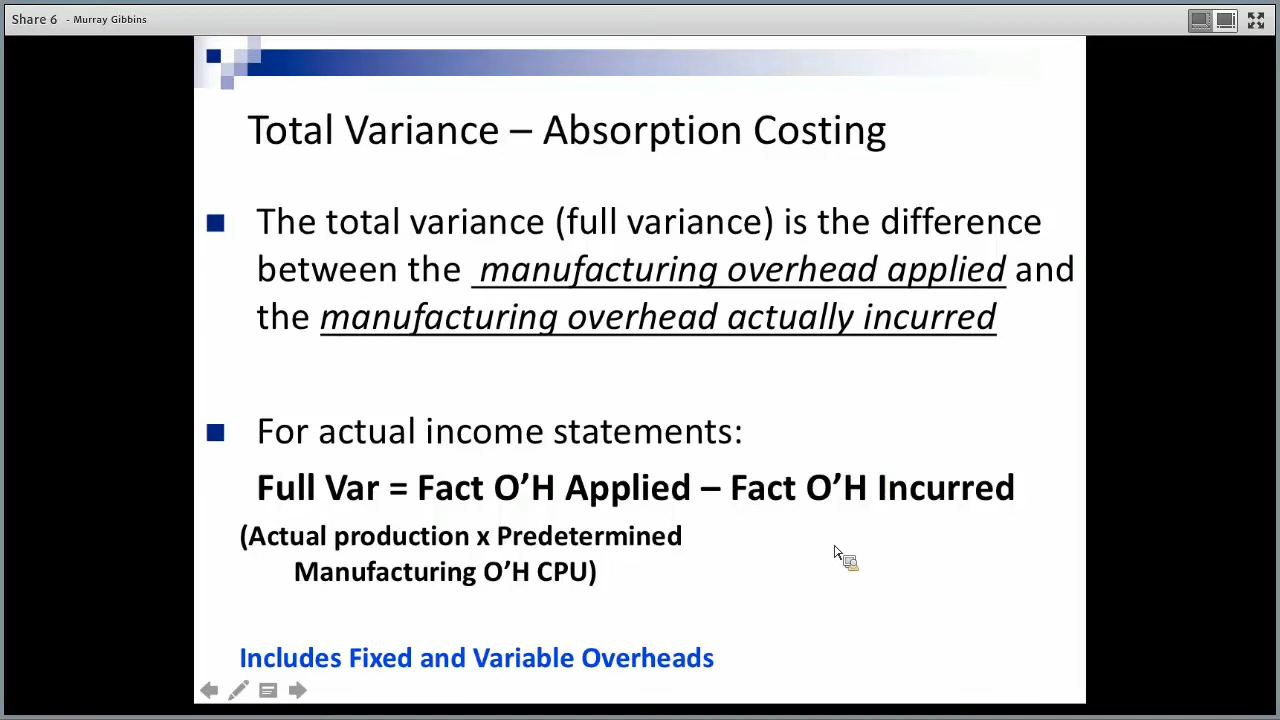 Share 6 - Murray Gibbins
Total Variance – Absorption Costing
The total variance (full variance) is the difference
between the manufacturing overhead applied and
the manufacturing overhead actually incurred
For actual income statements:
Full Var = Fact O’H Applied – Fact O’H Incurred
(Actual production x Predetermined
Manufacturing O’H CPU)
Includes Fixed and Variable Overheads